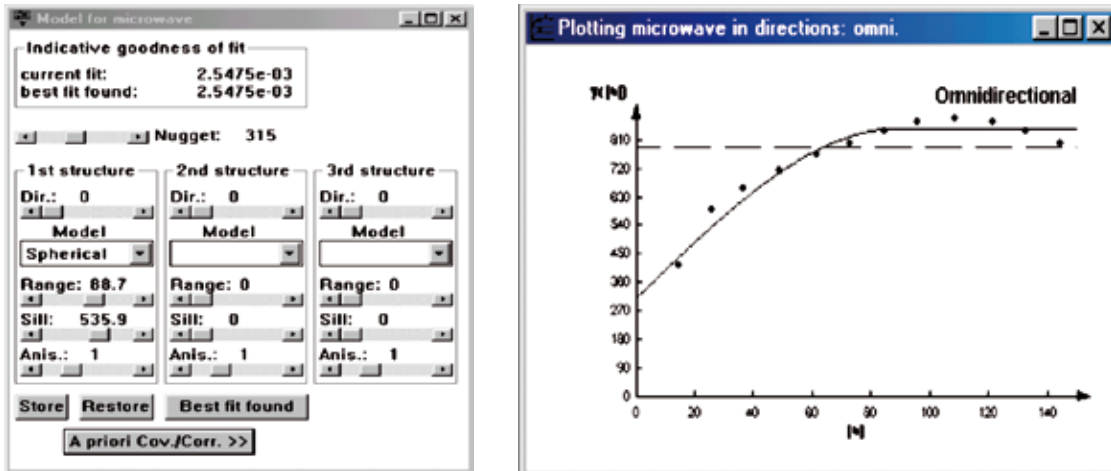 Model for microwave
Indicative goodness of fit
current fit: 2.5475e-03
best fit found: 2.5475e-03
Nugget: 315
1st structure 2nd structure 3rd structure
Dir.: 0 Dir.: 0 Dir.: 0
Model Model Model
Spherical
Range: 88.7 Range: 0 Range: 0
Sill: 535.9 Sill: 0 Sill: 0
Anis.: 1 Anis.: 1 Anis.: 1
Store Restore Best fit found
A priori Cov./Corr. >>
Plotting microwave in directions: omni.
Omnidirectional
810
720
630
540
450
360
270
180
90
0
0 20 40 60 80 100 120 140